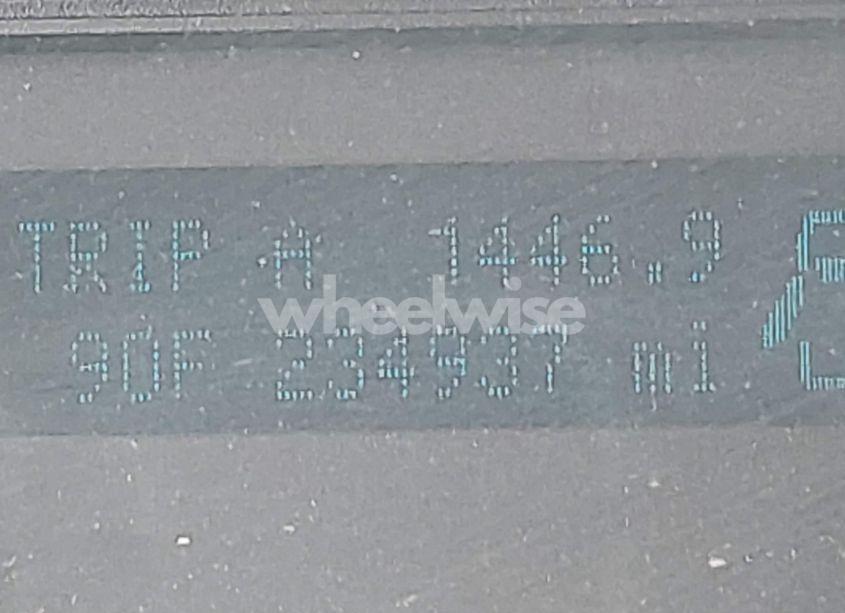 TRIP A 1446.9
wheelwise
90F 234937 mi